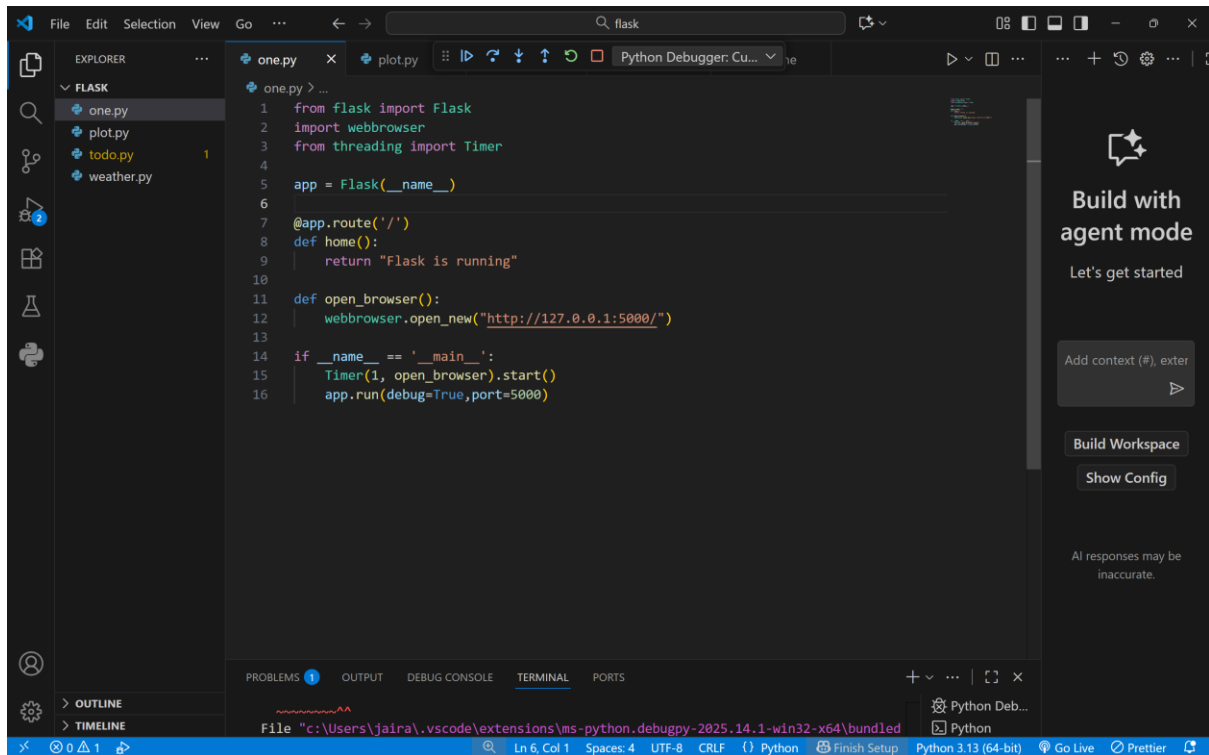 File Edit Selection View Go ··· flask
EXPLORER ···
FLASK
one.py
plot.py
todo.py 1
weather.py
2
OUTLINE
TIMELINE
one.py × plot.py Python Debugger: Cu... ne
one.py > ...
1 from flask import Flask
2 import webbrowser
3 from threading import Timer
4
5 app = Flask(__name__)
6
7 @app.route('/')
8 def home():
9     return "Flask is running"
10
11 def open_browser():
12     webbrowser.open_new("http://127.0.0.1:5000/")
13
14 if __name__ == '__main__':
15     Timer(1, open_browser).start()
16     app.run(debug=True,port=5000)
PROBLEMS 1 OUTPUT DEBUG CONSOLE TERMINAL PORTS
~~~~~~~~~^^
File "c:\Users\jaira\.vscode\extensions\ms-python.debugpy-2025.14.1-win32-x64\bundled
Python Deb...
Python
Build with
agent mode
Let's get started
Add context (#), exter
Build Workspace
Show Config
AI responses may be
inaccurate.
0 1 Ln 6, Col 1 Spaces: 4 UTF-8 CRLF {} Python Finish Setup Python 3.13 (64-bit) Go Live Prettier